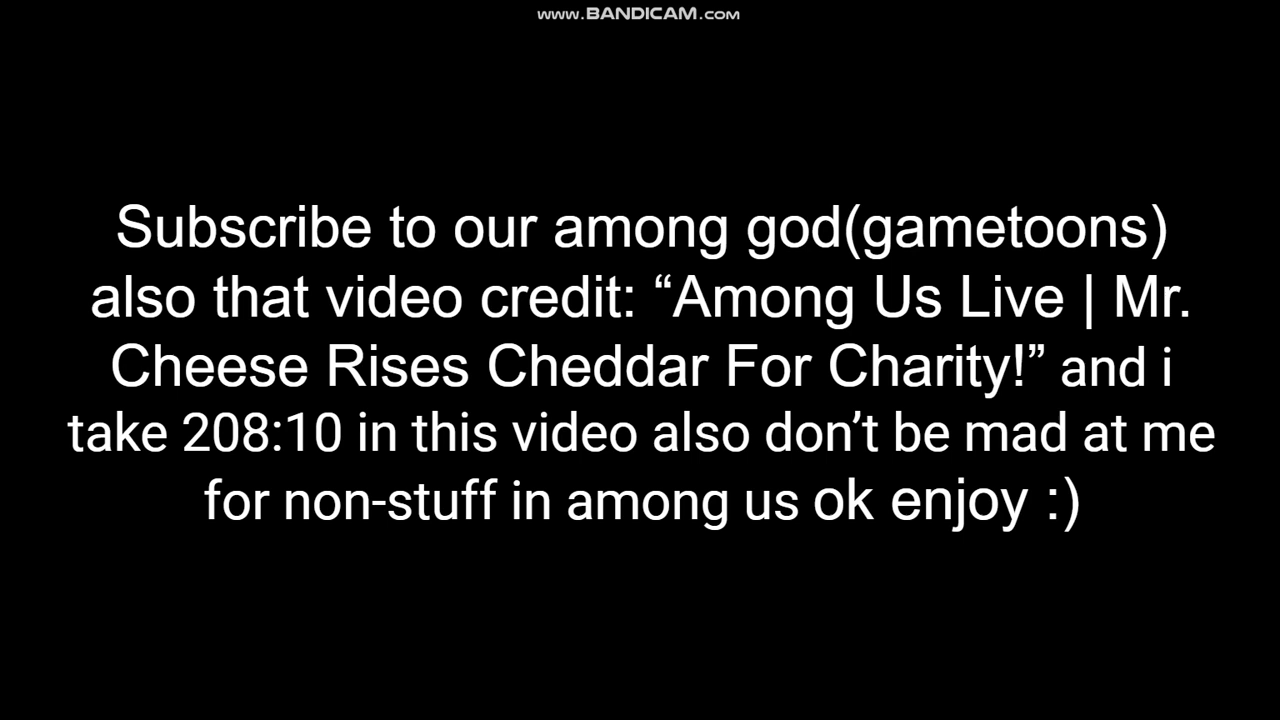 www.BANDICAM.com
Subscribe to our among god(gametoons)
also that video credit: “Among Us Live | Mr.
Cheese Rises Cheddar For Charity!” and i
take 208:10 in this video also don’t be mad at me
for non-stuff in among us ok enjoy :)